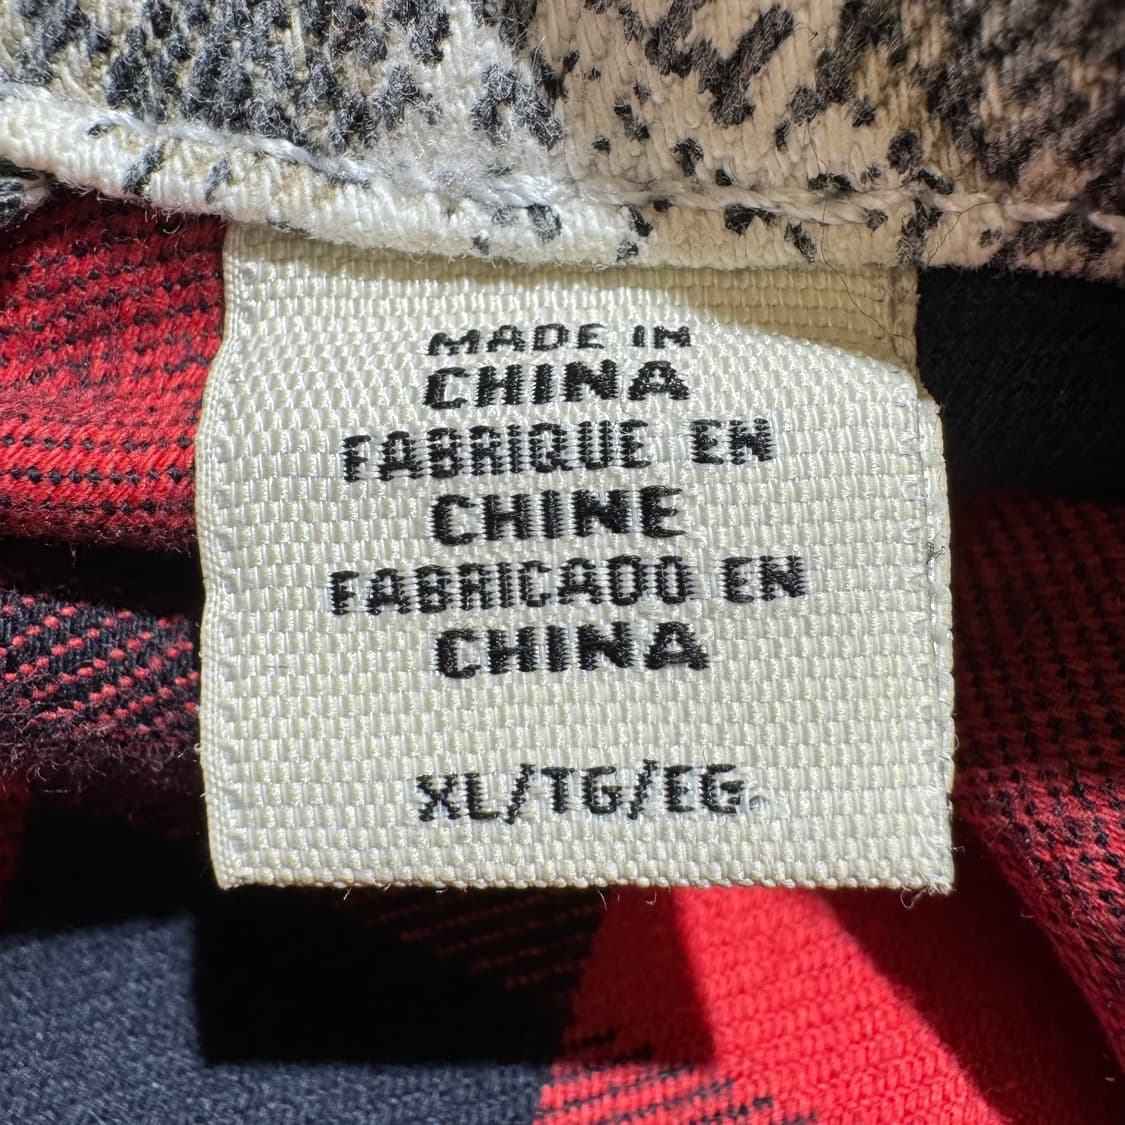 MADE IN
CHINA
FABRIQUE EN
CHINE
FABRICADO EN
CHINA
XL/TG/EG.